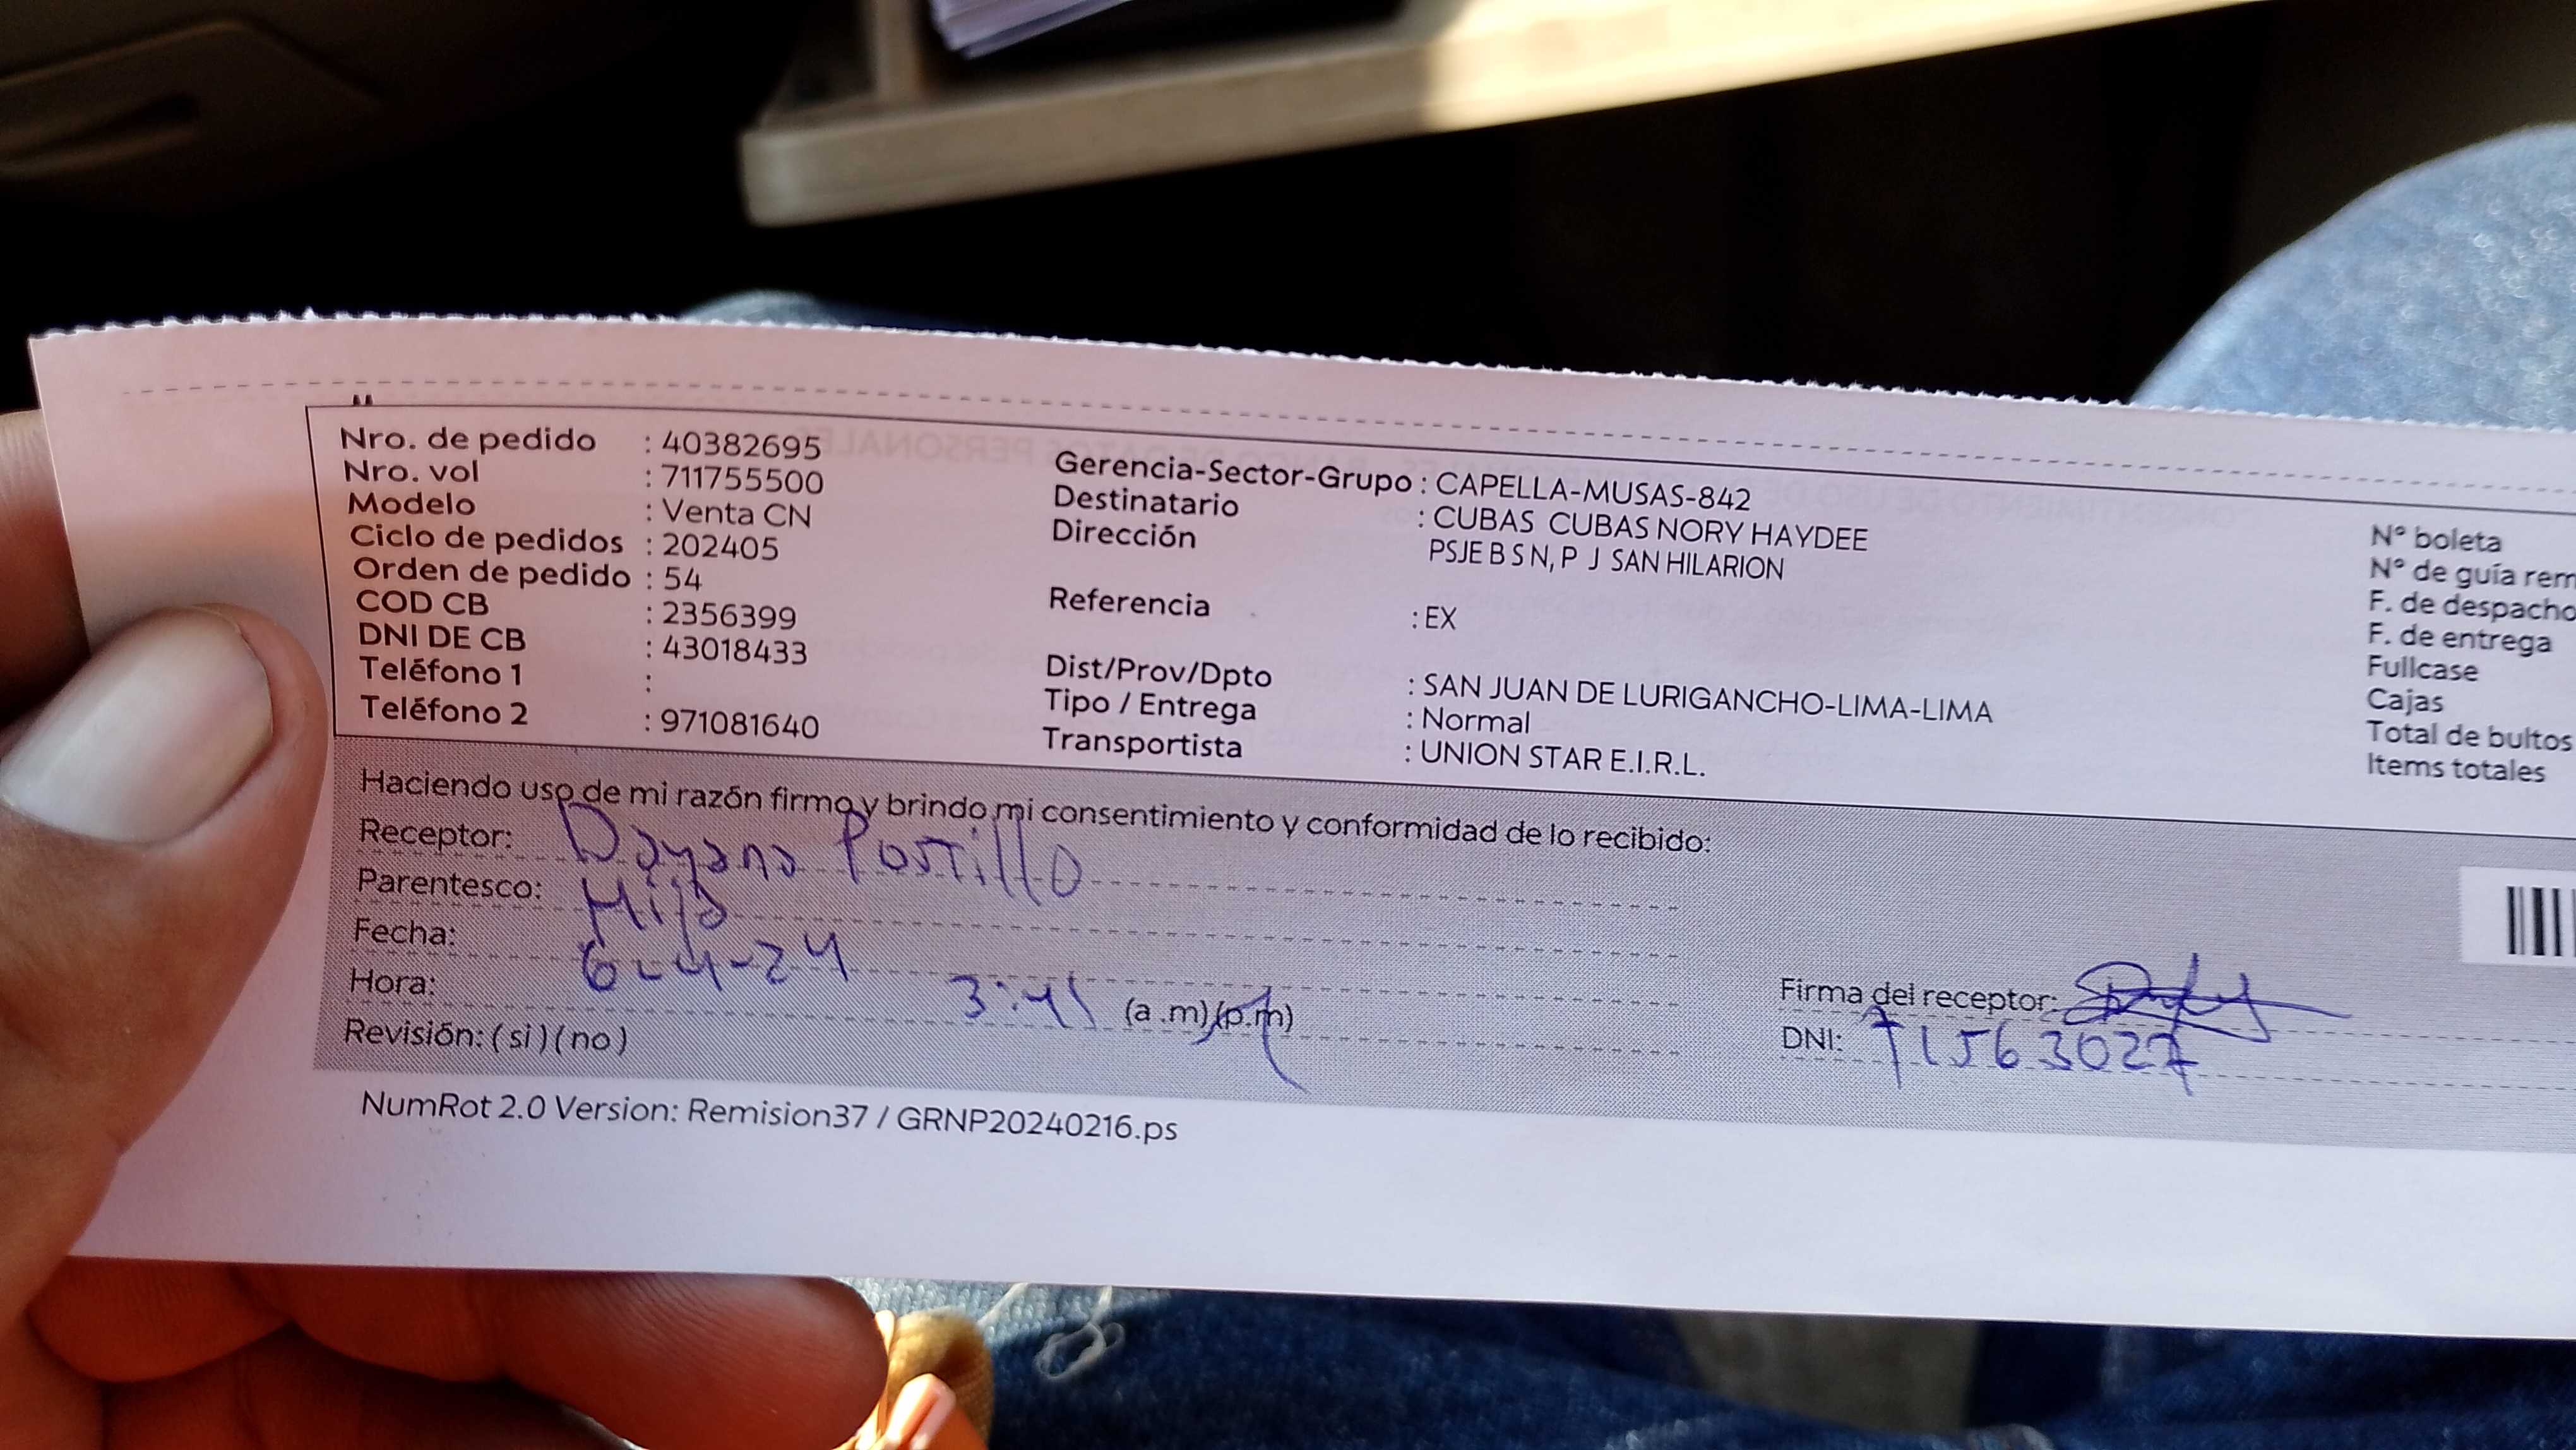 Nro. de pedido : 40382695
Nro. vol : 711755500
Modelo : Venta CN
Ciclo de pedidos : 202405
Orden de pedido : 54
COD CB : 2356399
DNI DE CB : 43018433
Teléfono 1 :
Teléfono 2 : 971081640
Gerencia-Sector-Grupo : CAPELLA-MUSAS-842
Destinatario : CUBAS CUBAS NORY HAYDEE
Dirección PSJE B S N, P J SAN HILARION
Referencia : EX
Dist/Prov/Dpto : SAN JUAN DE LURIGANCHO-LIMA-LIMA
Tipo / Entrega : Normal
Transportista : UNION STAR E.I.R.L.
N° boleta
N° de guía rem
F. de despacho
F. de entrega
Fullcase
Cajas
Total de bultos
Items totales
Haciendo uso de mi razón firmo y brindo mi consentimiento y conformidad de lo recibido:
Receptor: Dayana Portillo
Parentesco: Hija
Fecha: 6-4-24
Hora: 3:41 (a .m)(p.m)
Revisión: ( si ) ( no )
Firma del receptor:
DNI: 71563027
NumRot 2.0 Version: Remision37 / GRNP20240216.ps